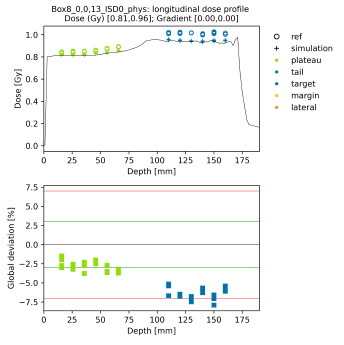 Box8_0_0,13_ISD0_phys: longitudinal dose profile
Dose (Gy) [0.81,0.96]; Gradient [0.00,0.00]
1.0
0.8
0.6
0.4
0.2
0.0
Dose [Gy]
0 25 50 75 100 125 150 175
Depth [mm]
ref
simulation
plateau
tail
target
margin
lateral
7.5
5.0
2.5
0.0
−2.5
−5.0
−7.5
Global deviation [%]
0 25 50 75 100 125 150 175
Depth [mm]